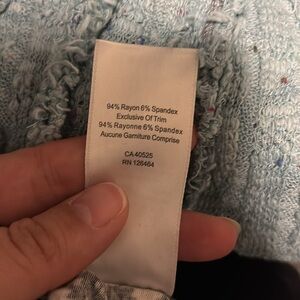 94% Rayon 6% Spandex
Exclusive Of Trim
94% Rayonne 6% Spandex
Aucune Garniture Comprise
CA 40525
RN 126464